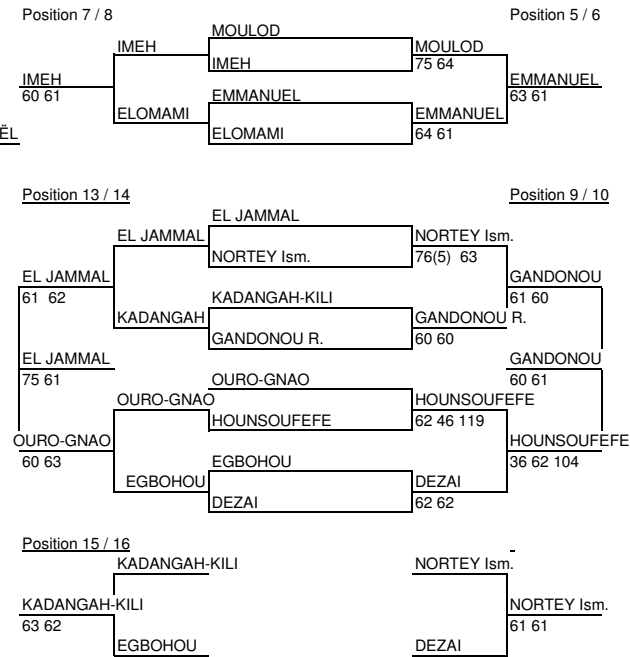 Position 7 / 8 Position 5 / 6
MOULOD
IMEH MOULOD
IMEH 75 64
IMEH EMMANUEL
60 61 63 61
EMMANUEL
ELOMAMI EMMANUEL
ËL ELOMAMI 64 61
Position 13 / 14 Position 9 / 10
EL JAMMAL
EL JAMMAL NORTEY Ism.
NORTEY Ism. 76(5) 63
EL JAMMAL GANDONOU
61 62 61 60
KADANGAH-KILI
KADANGAH GANDONOU R.
GANDONOU R. 60 60
EL JAMMAL GANDONOU
75 61 60 61
OURO-GNAO
OURO-GNAO HOUNSOUFEFE
HOUNSOUFEFE 62 46 119
OURO-GNAO HOUNSOUFEFE
60 63 36 62 104
EGBOHOU
EGBOHOU DEZAI
DEZAI 62 62
Position 15 / 16 -
KADANGAH-KILI NORTEY Ism.
KADANGAH-KILI NORTEY Ism.
63 62 61 61
EGBOHOU DEZAI